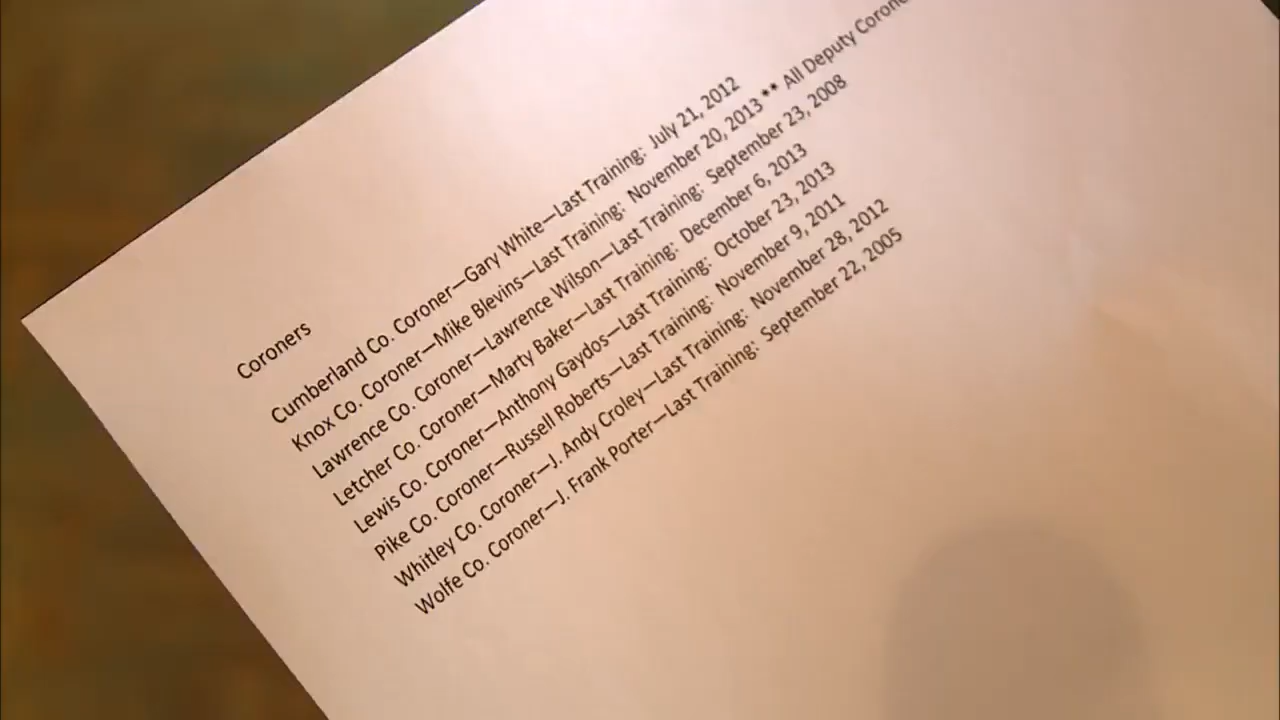 Coroners
Cumberland Co. Coroner—Gary White—Last Training: July 21, 2012
Knox Co. Coroner—Mike Blevins—Last Training: November 20, 2013 ** All Deputy
Lawrence Co. Coroner—Lawrence Wilson—Last Training: September 23, 2008
Letcher Co. Coroner—Marty Baker—Last Training: December 6, 2013
Lewis Co. Coroner—Anthony Gaydos—Last Training: October 23, 2013
Pike Co. Coroner—Russell Roberts—Last Training: November 9, 2011
Whitley Co. Coroner—J. Andy Croley—Last Training: November 28, 2012
Wolfe Co. Coroner—J. Frank Porter—Last Training: September 22, 2005